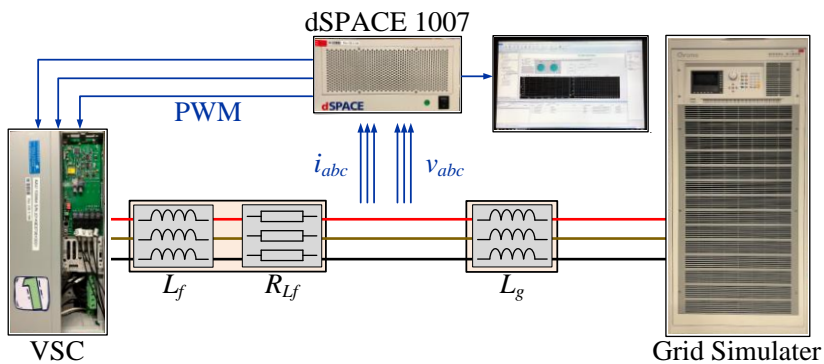 dSPACE 1007
dSPACE
PWM
i_abc
v_abc
L_f
R_Lf
L_g
VSC
Grid Simulater